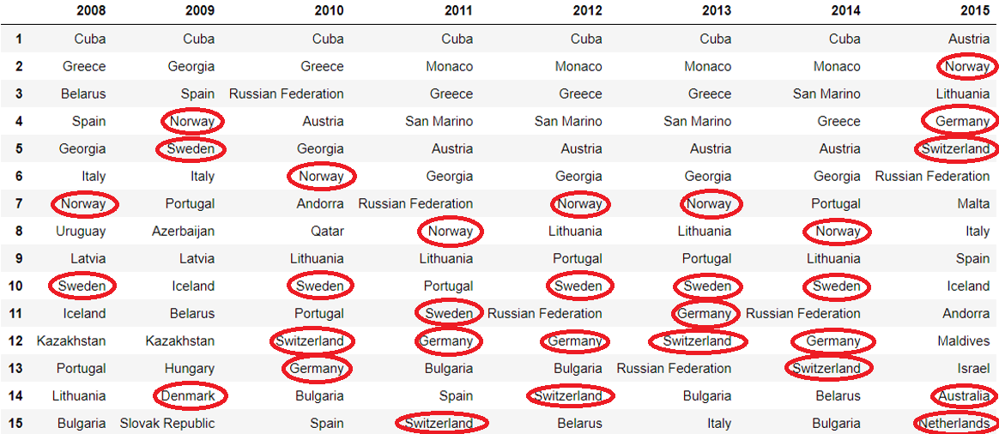 2008 2009 2010 2011 2012 2013 2014 2015
1 Cuba Cuba Cuba Cuba Cuba Cuba Cuba Austria
2 Greece Georgia Greece Monaco Monaco Monaco Monaco Norway
3 Belarus Spain Russian Federation Greece Greece Greece San Marino Lithuania
4 Spain Norway Austria San Marino San Marino San Marino Greece Germany
5 Georgia Sweden Georgia Austria Austria Austria Austria Switzerland
6 Italy Italy Norway Georgia Georgia Georgia Georgia Russian Federation
7 Norway Portugal Andorra Russian Federation Norway Norway Portugal Malta
8 Uruguay Azerbaijan Qatar Norway Lithuania Lithuania Norway Italy
9 Latvia Latvia Lithuania Lithuania Portugal Portugal Lithuania Spain
10 Sweden Iceland Sweden Portugal Sweden Sweden Sweden Iceland
11 Iceland Belarus Portugal Sweden Russian Federation Germany Russian Federation Andorra
12 Kazakhstan Kazakhstan Switzerland Germany Germany Switzerland Germany Maldives
13 Portugal Hungary Germany Bulgaria Bulgaria Russian Federation Switzerland Israel
14 Lithuania Denmark Bulgaria Spain Switzerland Bulgaria Belarus Australia
15 Bulgaria Slovak Republic Spain Switzerland Belarus Italy Bulgaria Netherlands